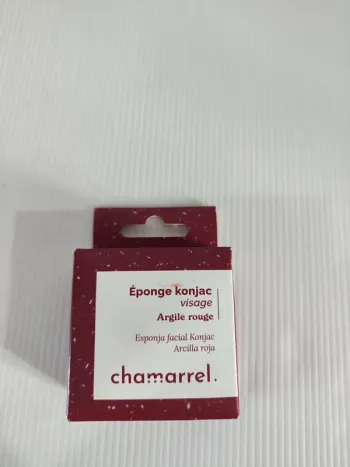 Éponge konjac
visage
Argile rouge
Esponja facial Konjac
Arcilla roja
chamarrel.